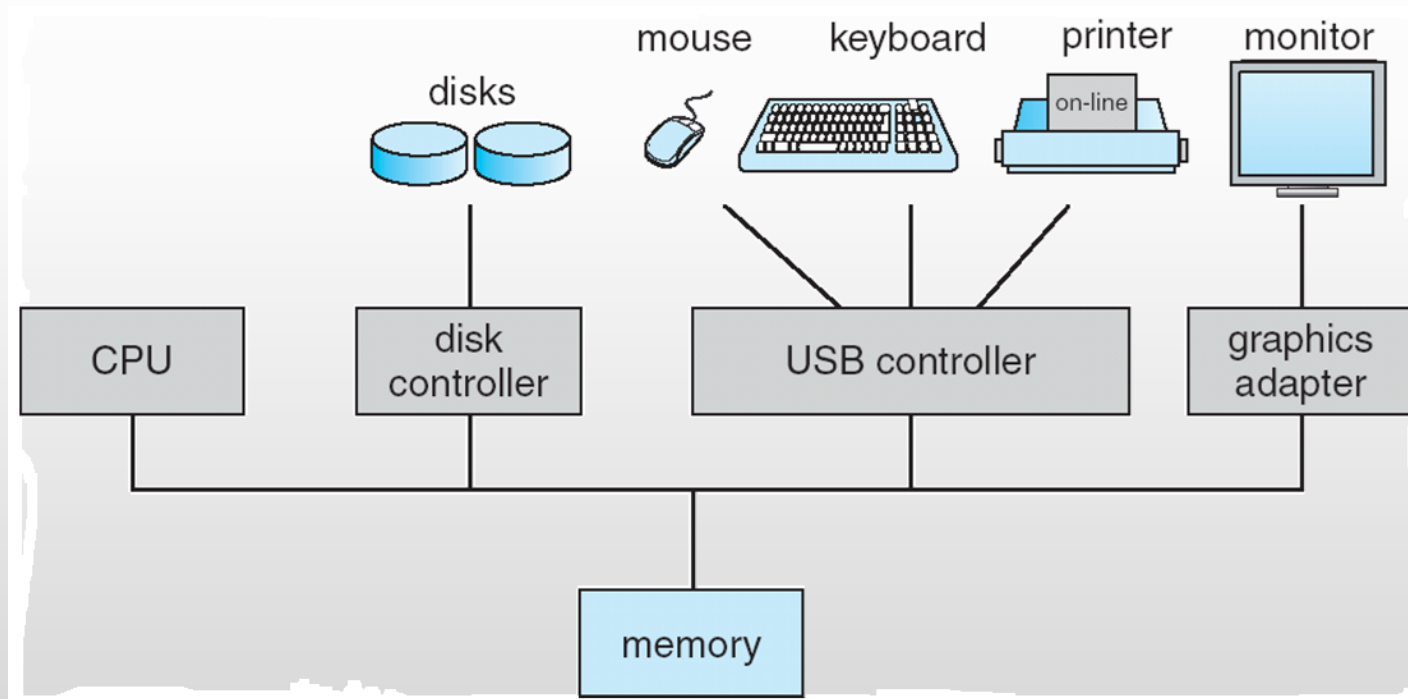 mouse
keyboard
printer
monitor
disks
on-line
CPU
disk
controller
USB controller
graphics
adapter
memory